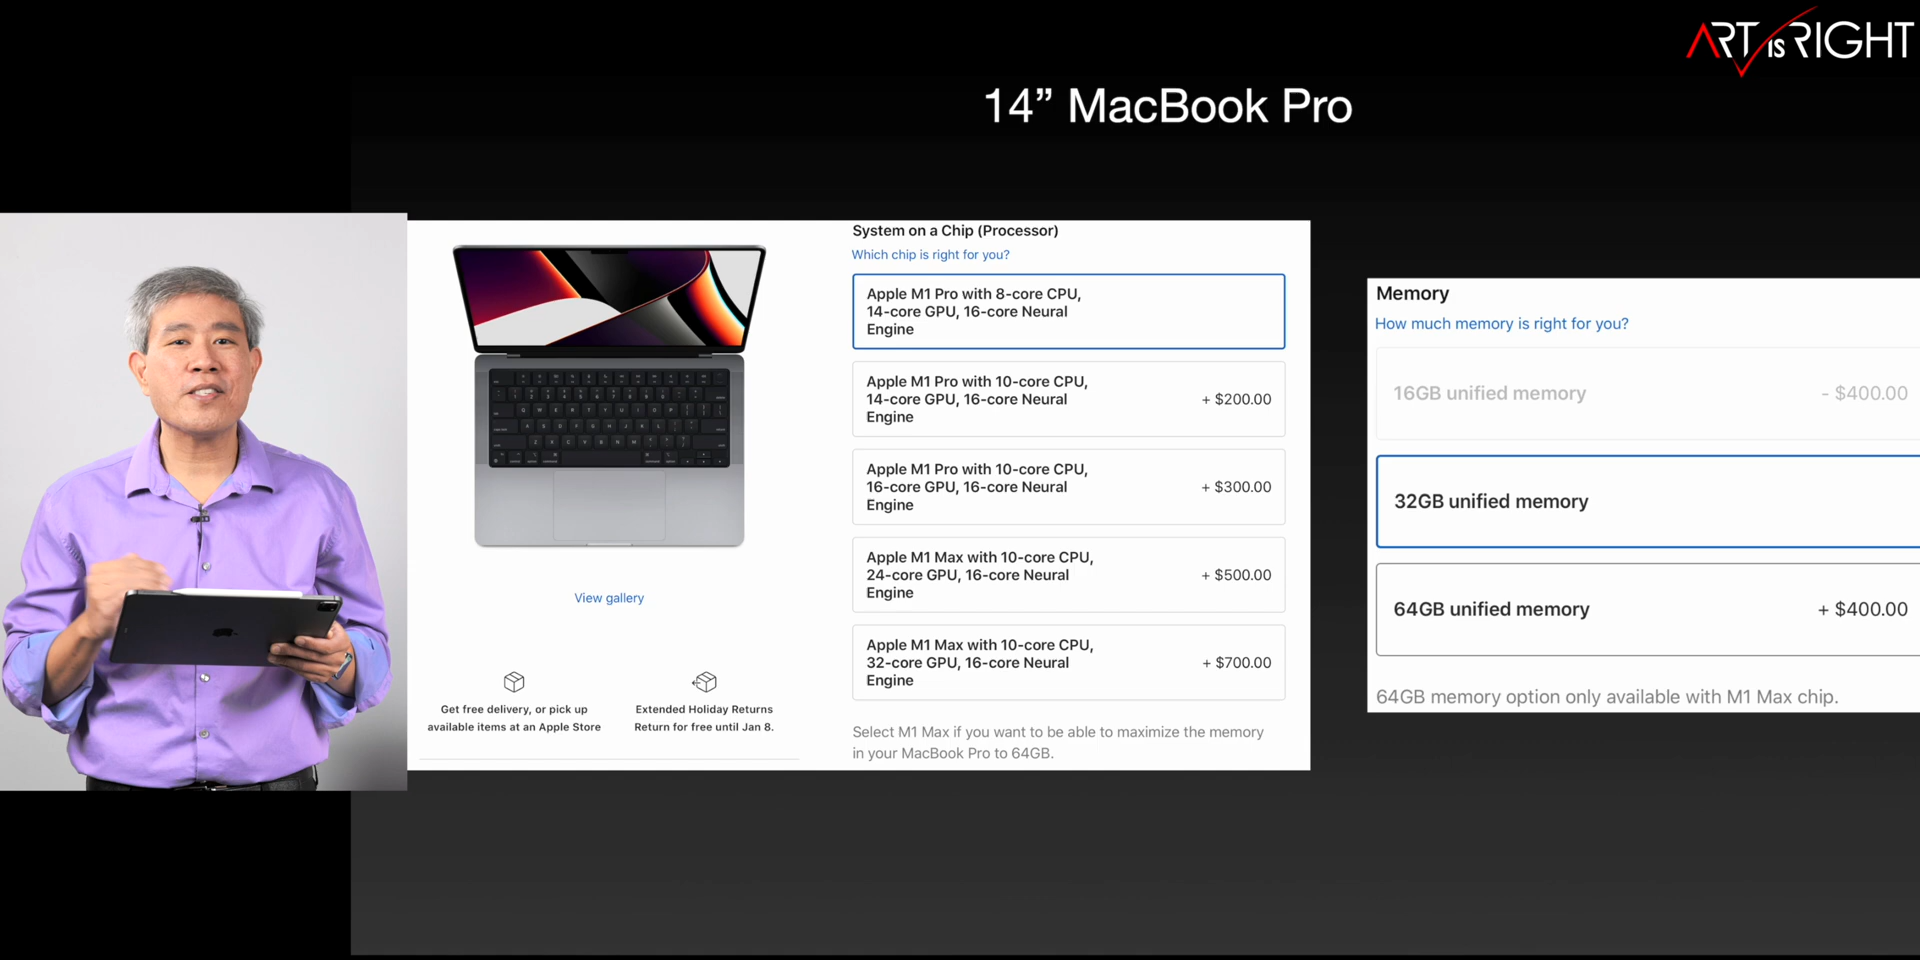 ART IS RIGHT
14” MacBook Pro
System on a Chip (Processor)
Which chip is right for you?
Apple M1 Pro with 8-core CPU,
14-core GPU, 16-core Neural
Engine
Apple M1 Pro with 10-core CPU,
14-core GPU, 16-core Neural
Engine
+ $200.00
Apple M1 Pro with 10-core CPU,
16-core GPU, 16-core Neural
Engine
+ $300.00
Apple M1 Max with 10-core CPU,
24-core GPU, 16-core Neural
Engine
+ $500.00
Apple M1 Max with 10-core CPU,
32-core GPU, 16-core Neural
Engine
+ $700.00
Select M1 Max if you want to be able to maximize the memory
in your MacBook Pro to 64GB.
View gallery
Get free delivery, or pick up
available items at an Apple Store
Extended Holiday Returns
Return for free until Jan 8.
Memory
How much memory is right for you?
16GB unified memory
- $400.00
32GB unified memory
64GB unified memory
+ $400.00
64GB memory option only available with M1 Max chip.